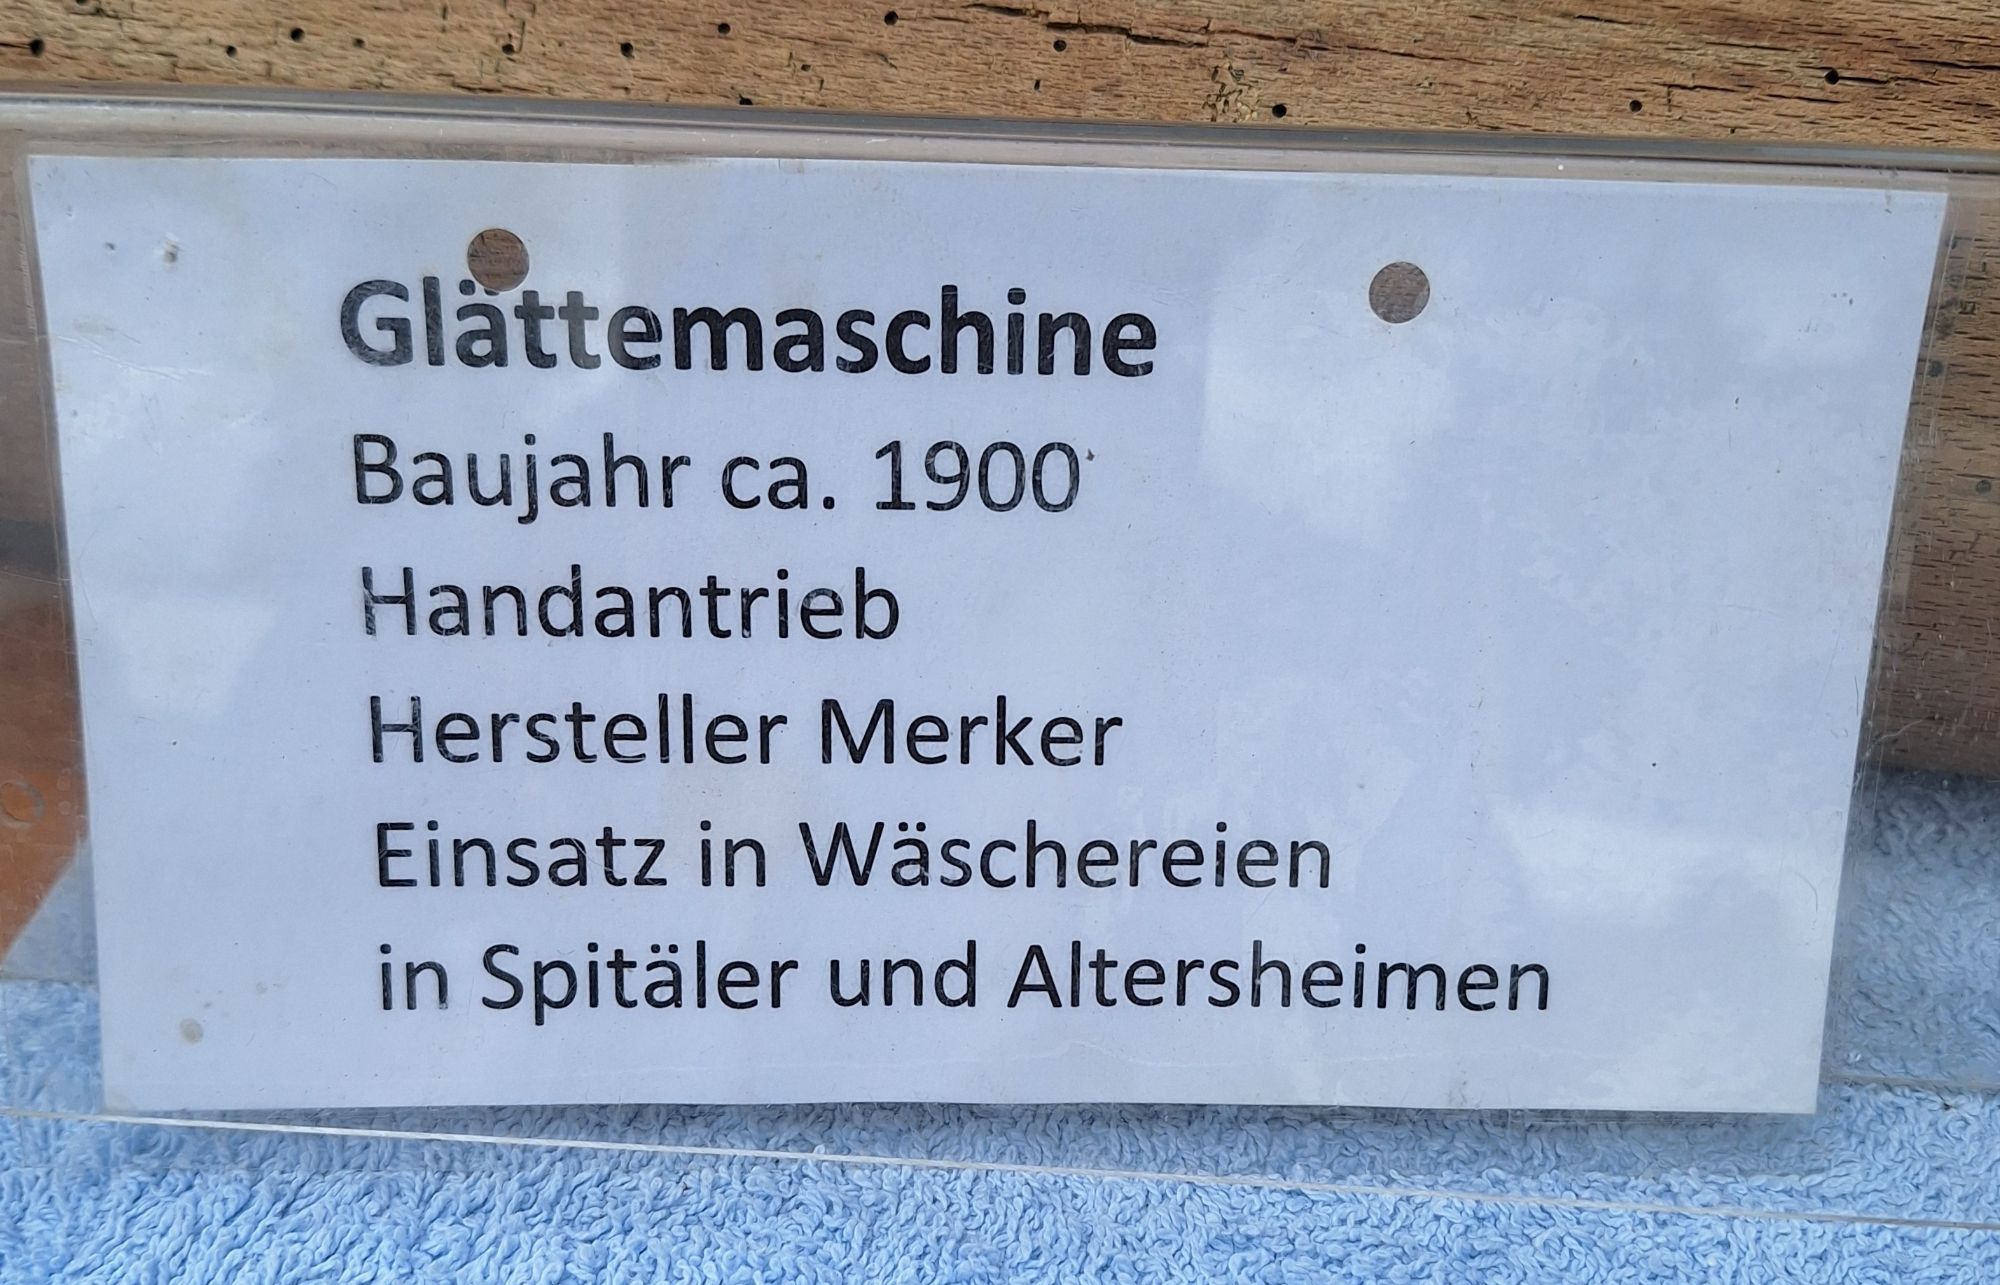 Glättemaschine
Baujahr ca. 1900
Handantrieb
Hersteller Merker
Einsatz in Wäschereien
in Spitäler und Altersheimen